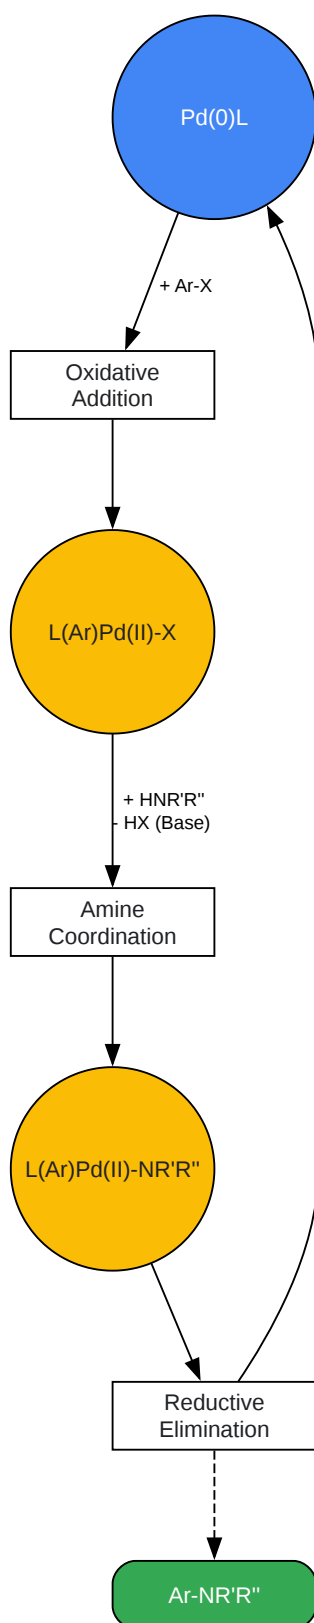 Pd(0)L
+ Ar-X
Oxidative
Addition
L(Ar)Pd(II)-X
+ HNR'R''
- HX (Base)
Amine
Coordination
L(Ar)Pd(II)-NR'R''
Reductive
Elimination
Ar-NR'R''